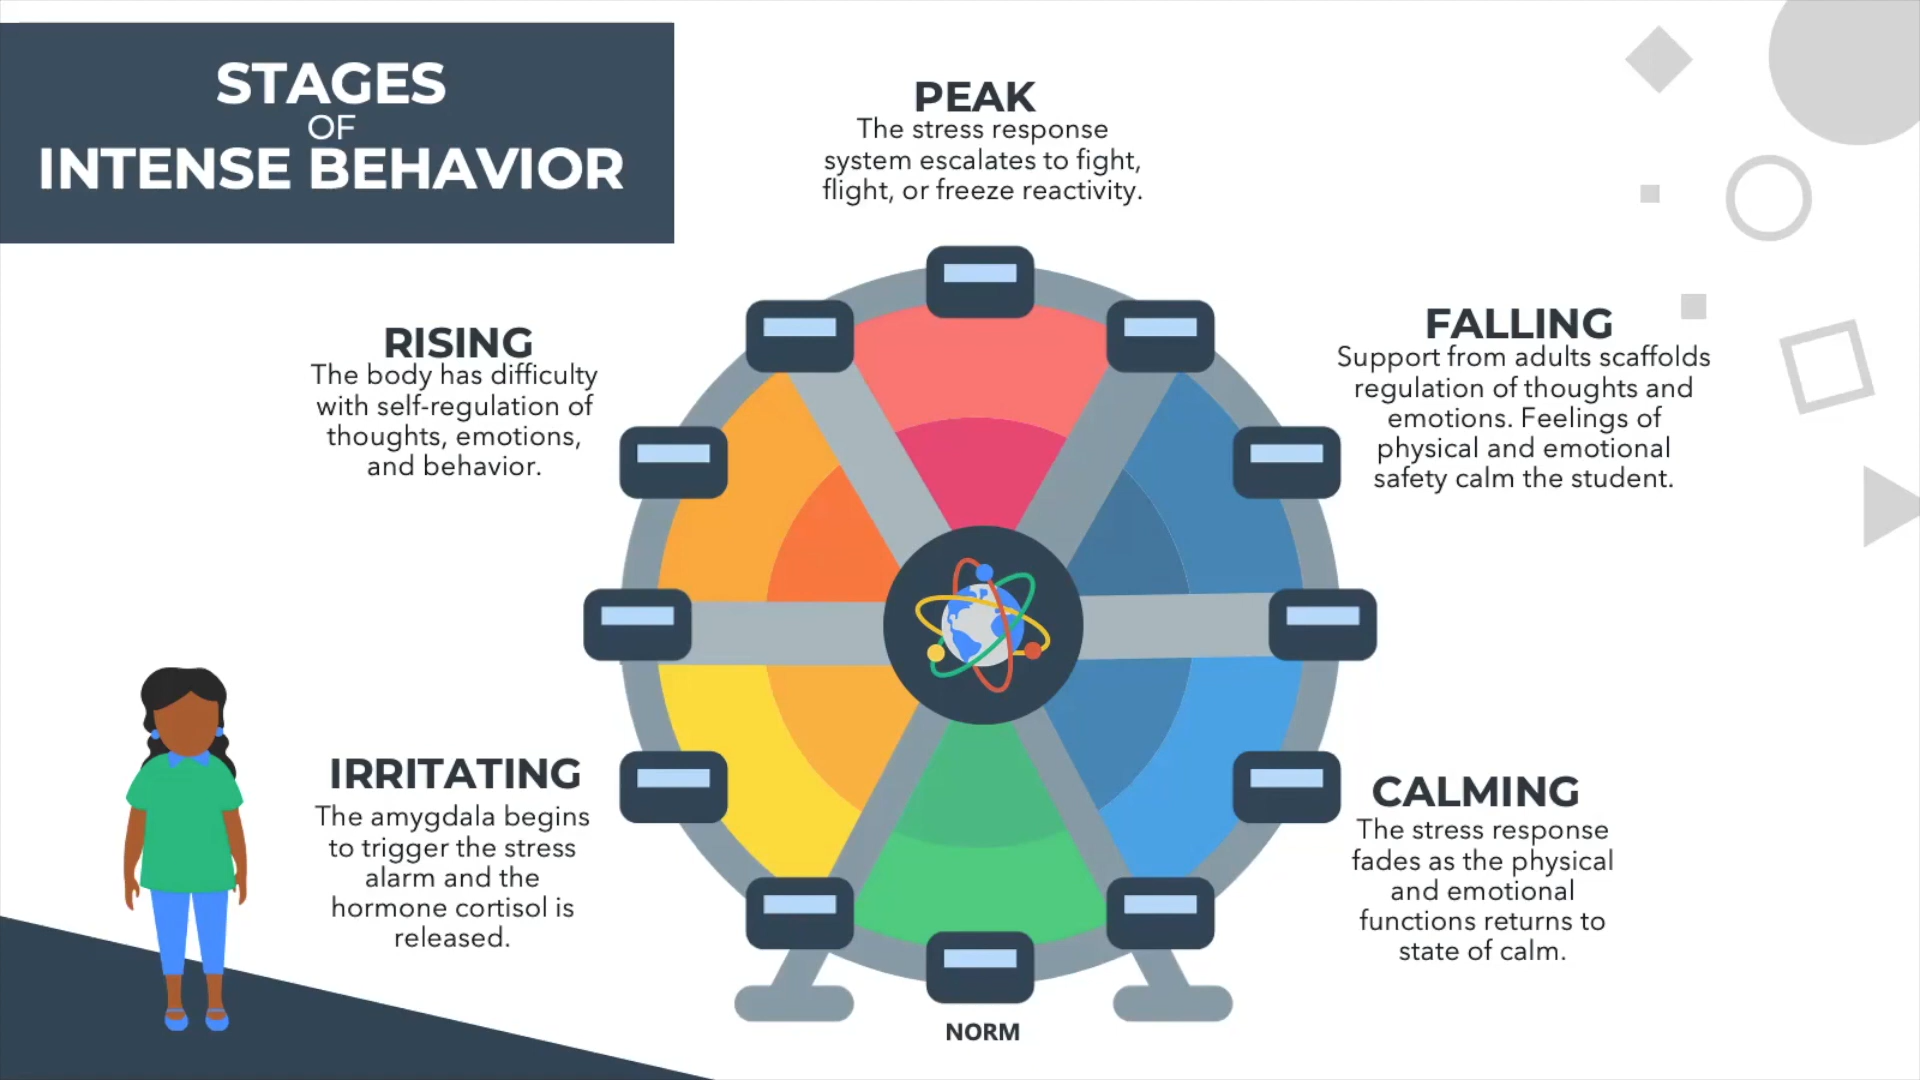 STAGES
OF
INTENSE BEHAVIOR
PEAK
The stress response
system escalates to fight,
flight, or freeze reactivity.
RISING
The body has difficulty
with self-regulation of
thoughts, emotions,
and behavior.
FALLING
Support from adults scaffolds
regulation of thoughts and
emotions. Feelings of
physical and emotional
safety calm the student.
IRRITATING
The amygdala begins
to trigger the stress
alarm and the
hormone cortisol is
released.
CALMING
The stress response
fades as the physical
and emotional
functions returns to
state of calm.
NORM